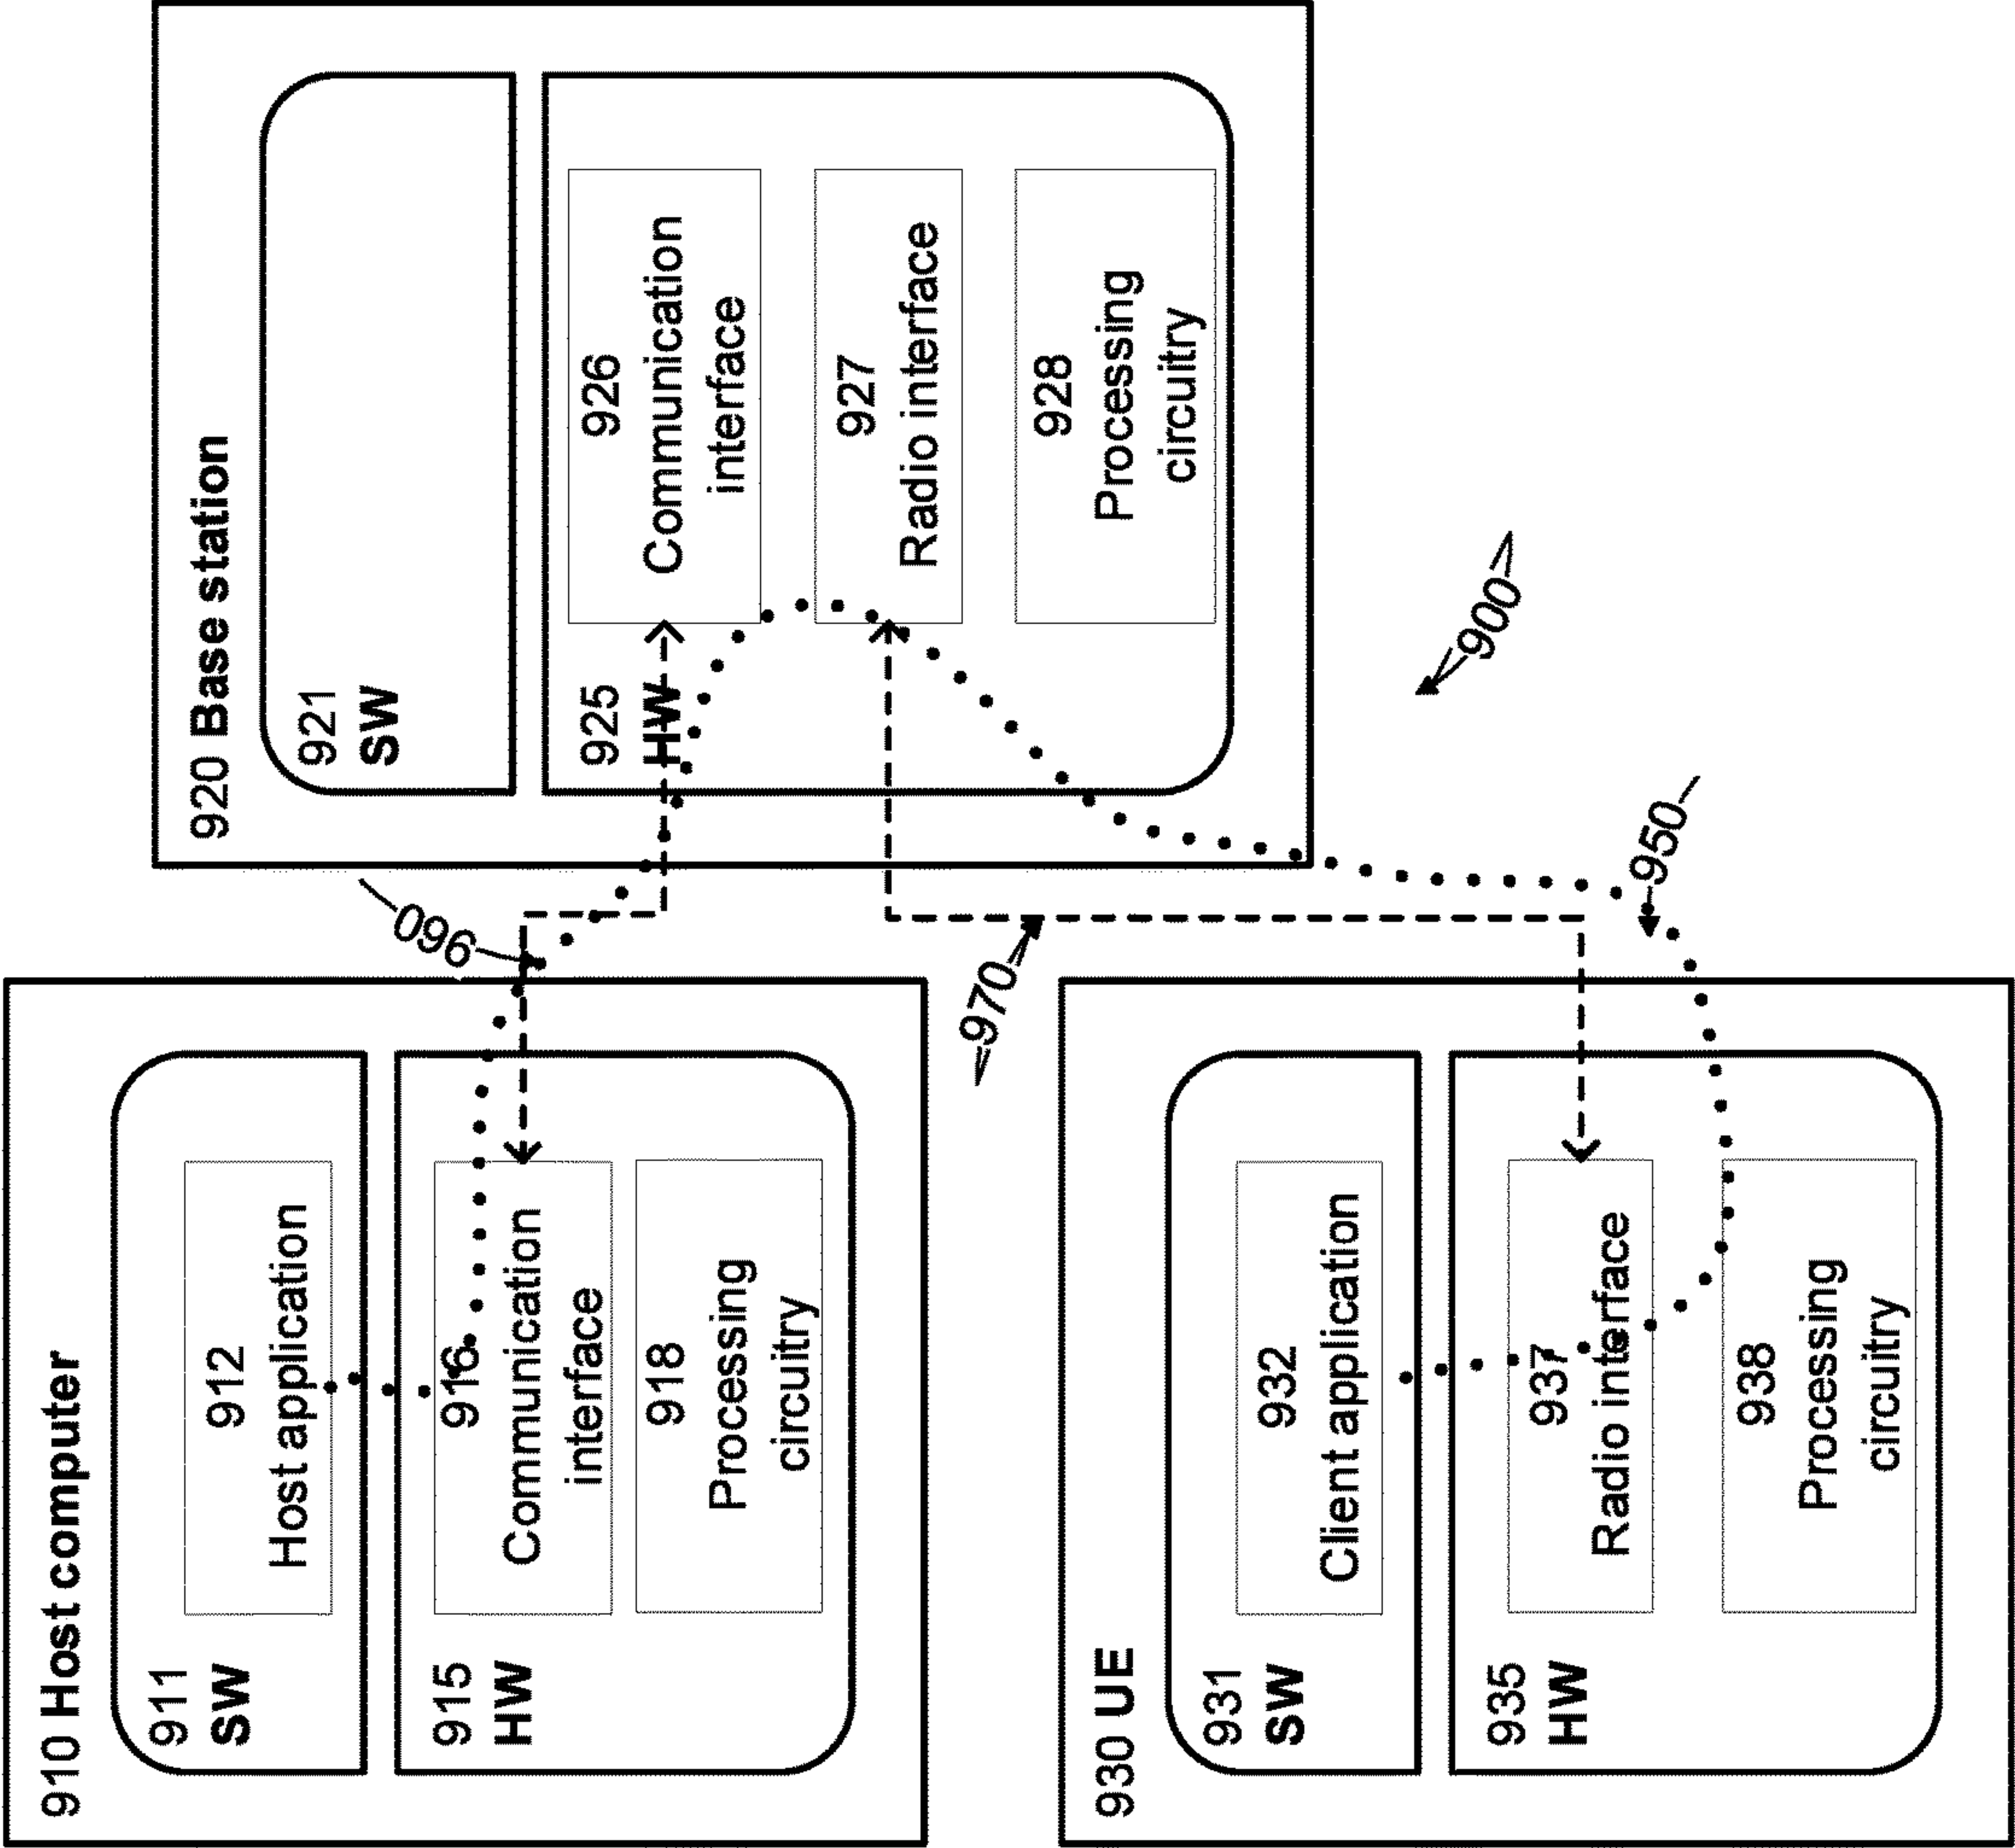 910 Host computer
911
SW
912
Host application
915
HW
916
Communication
interface
918
Processing
circuitry
930 UE
931
SW
932
Client application
935
HW
937
Radio interface
938
Processing
circuitry
920 Base station
921
SW
925
HW
926
Communication
interface
927
Radio interface
928
Processing
circuitry
960
970
950
900